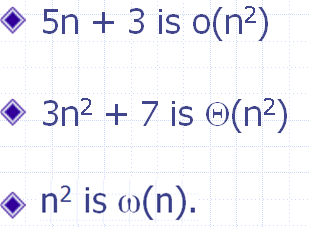 5n + 3 is o(n²)
3n² + 7 is Θ(n²)
n² is ω(n).